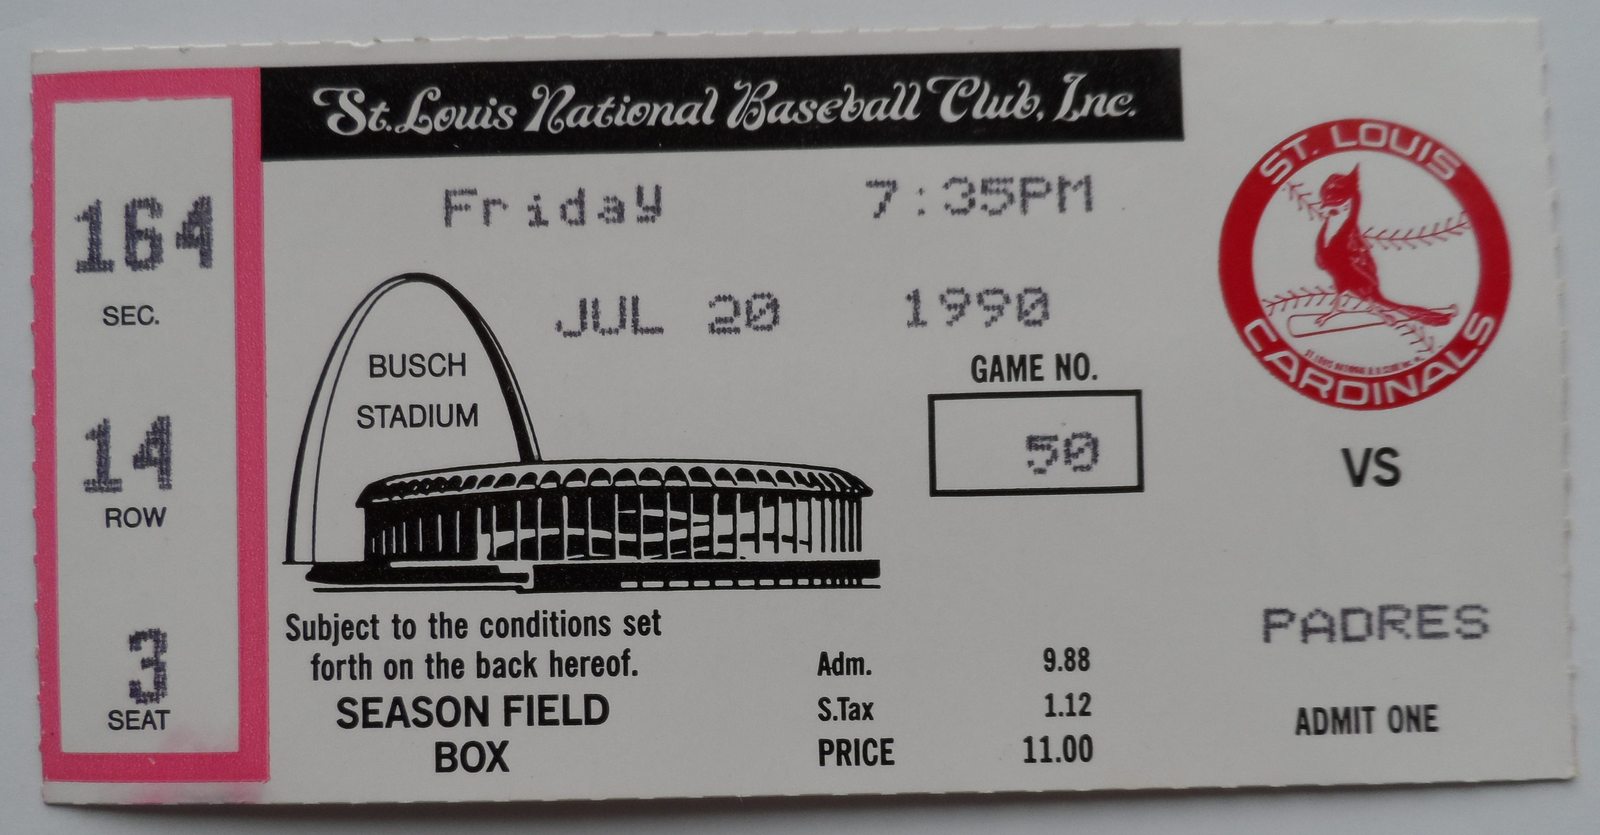 St. Louis National Baseball Club, Inc.
164
SEC.
14
ROW
3
SEAT
Friday 7:35PM
JUL 20 1990
BUSCH
STADIUM
GAME NO.
50
Subject to the conditions set
forth on the back hereof.
SEASON FIELD
BOX
Adm. 9.88
S.Tax 1.12
PRICE 11.00
ST. LOUIS
CARDINALS
VS
PADRES
ADMIT ONE